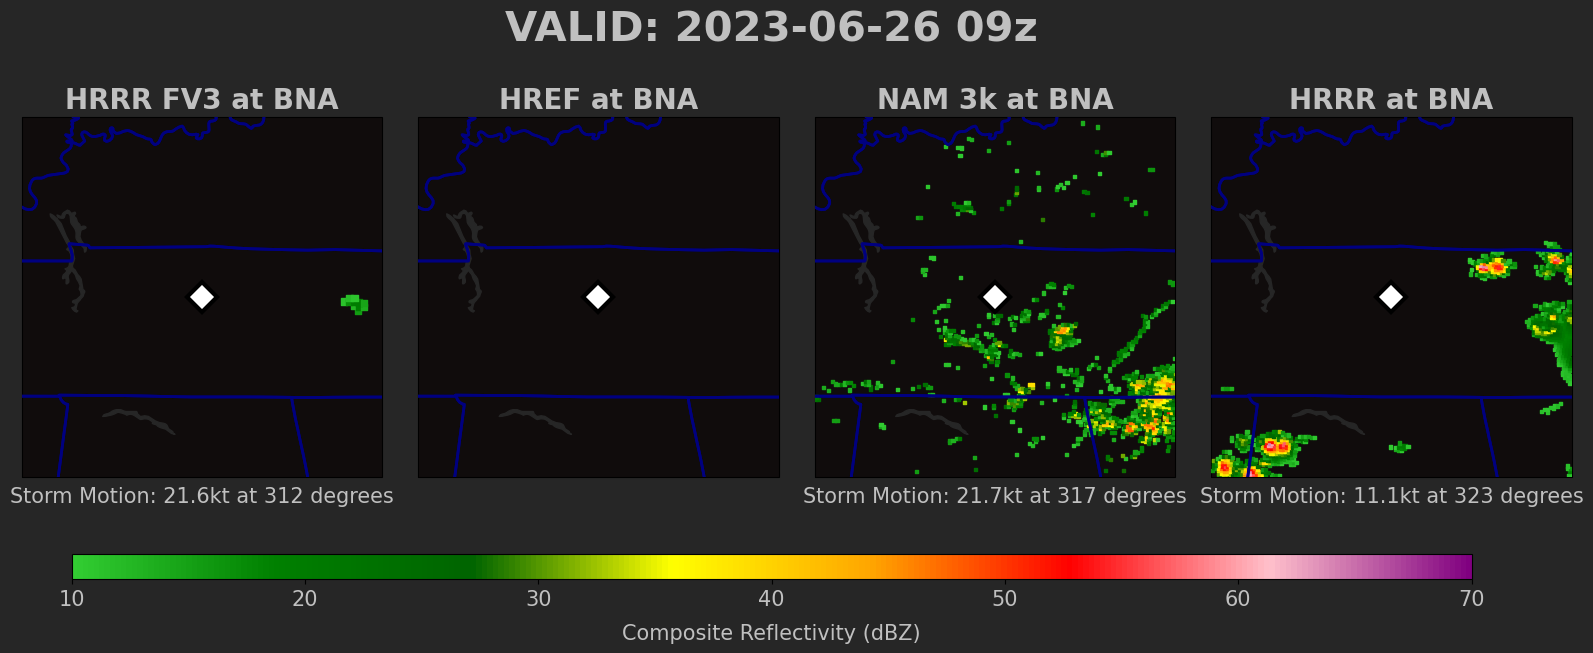 VALID: 2023-06-26 09z
HRRR FV3 at BNA
HREF at BNA
NAM 3k at BNA
HRRR at BNA
Storm Motion: 21.6kt at 312 degrees
Storm Motion: 21.7kt at 317 degrees
Storm Motion: 11.1kt at 323 degrees
10 20 30 40 50 60 70
Composite Reflectivity (dBZ)